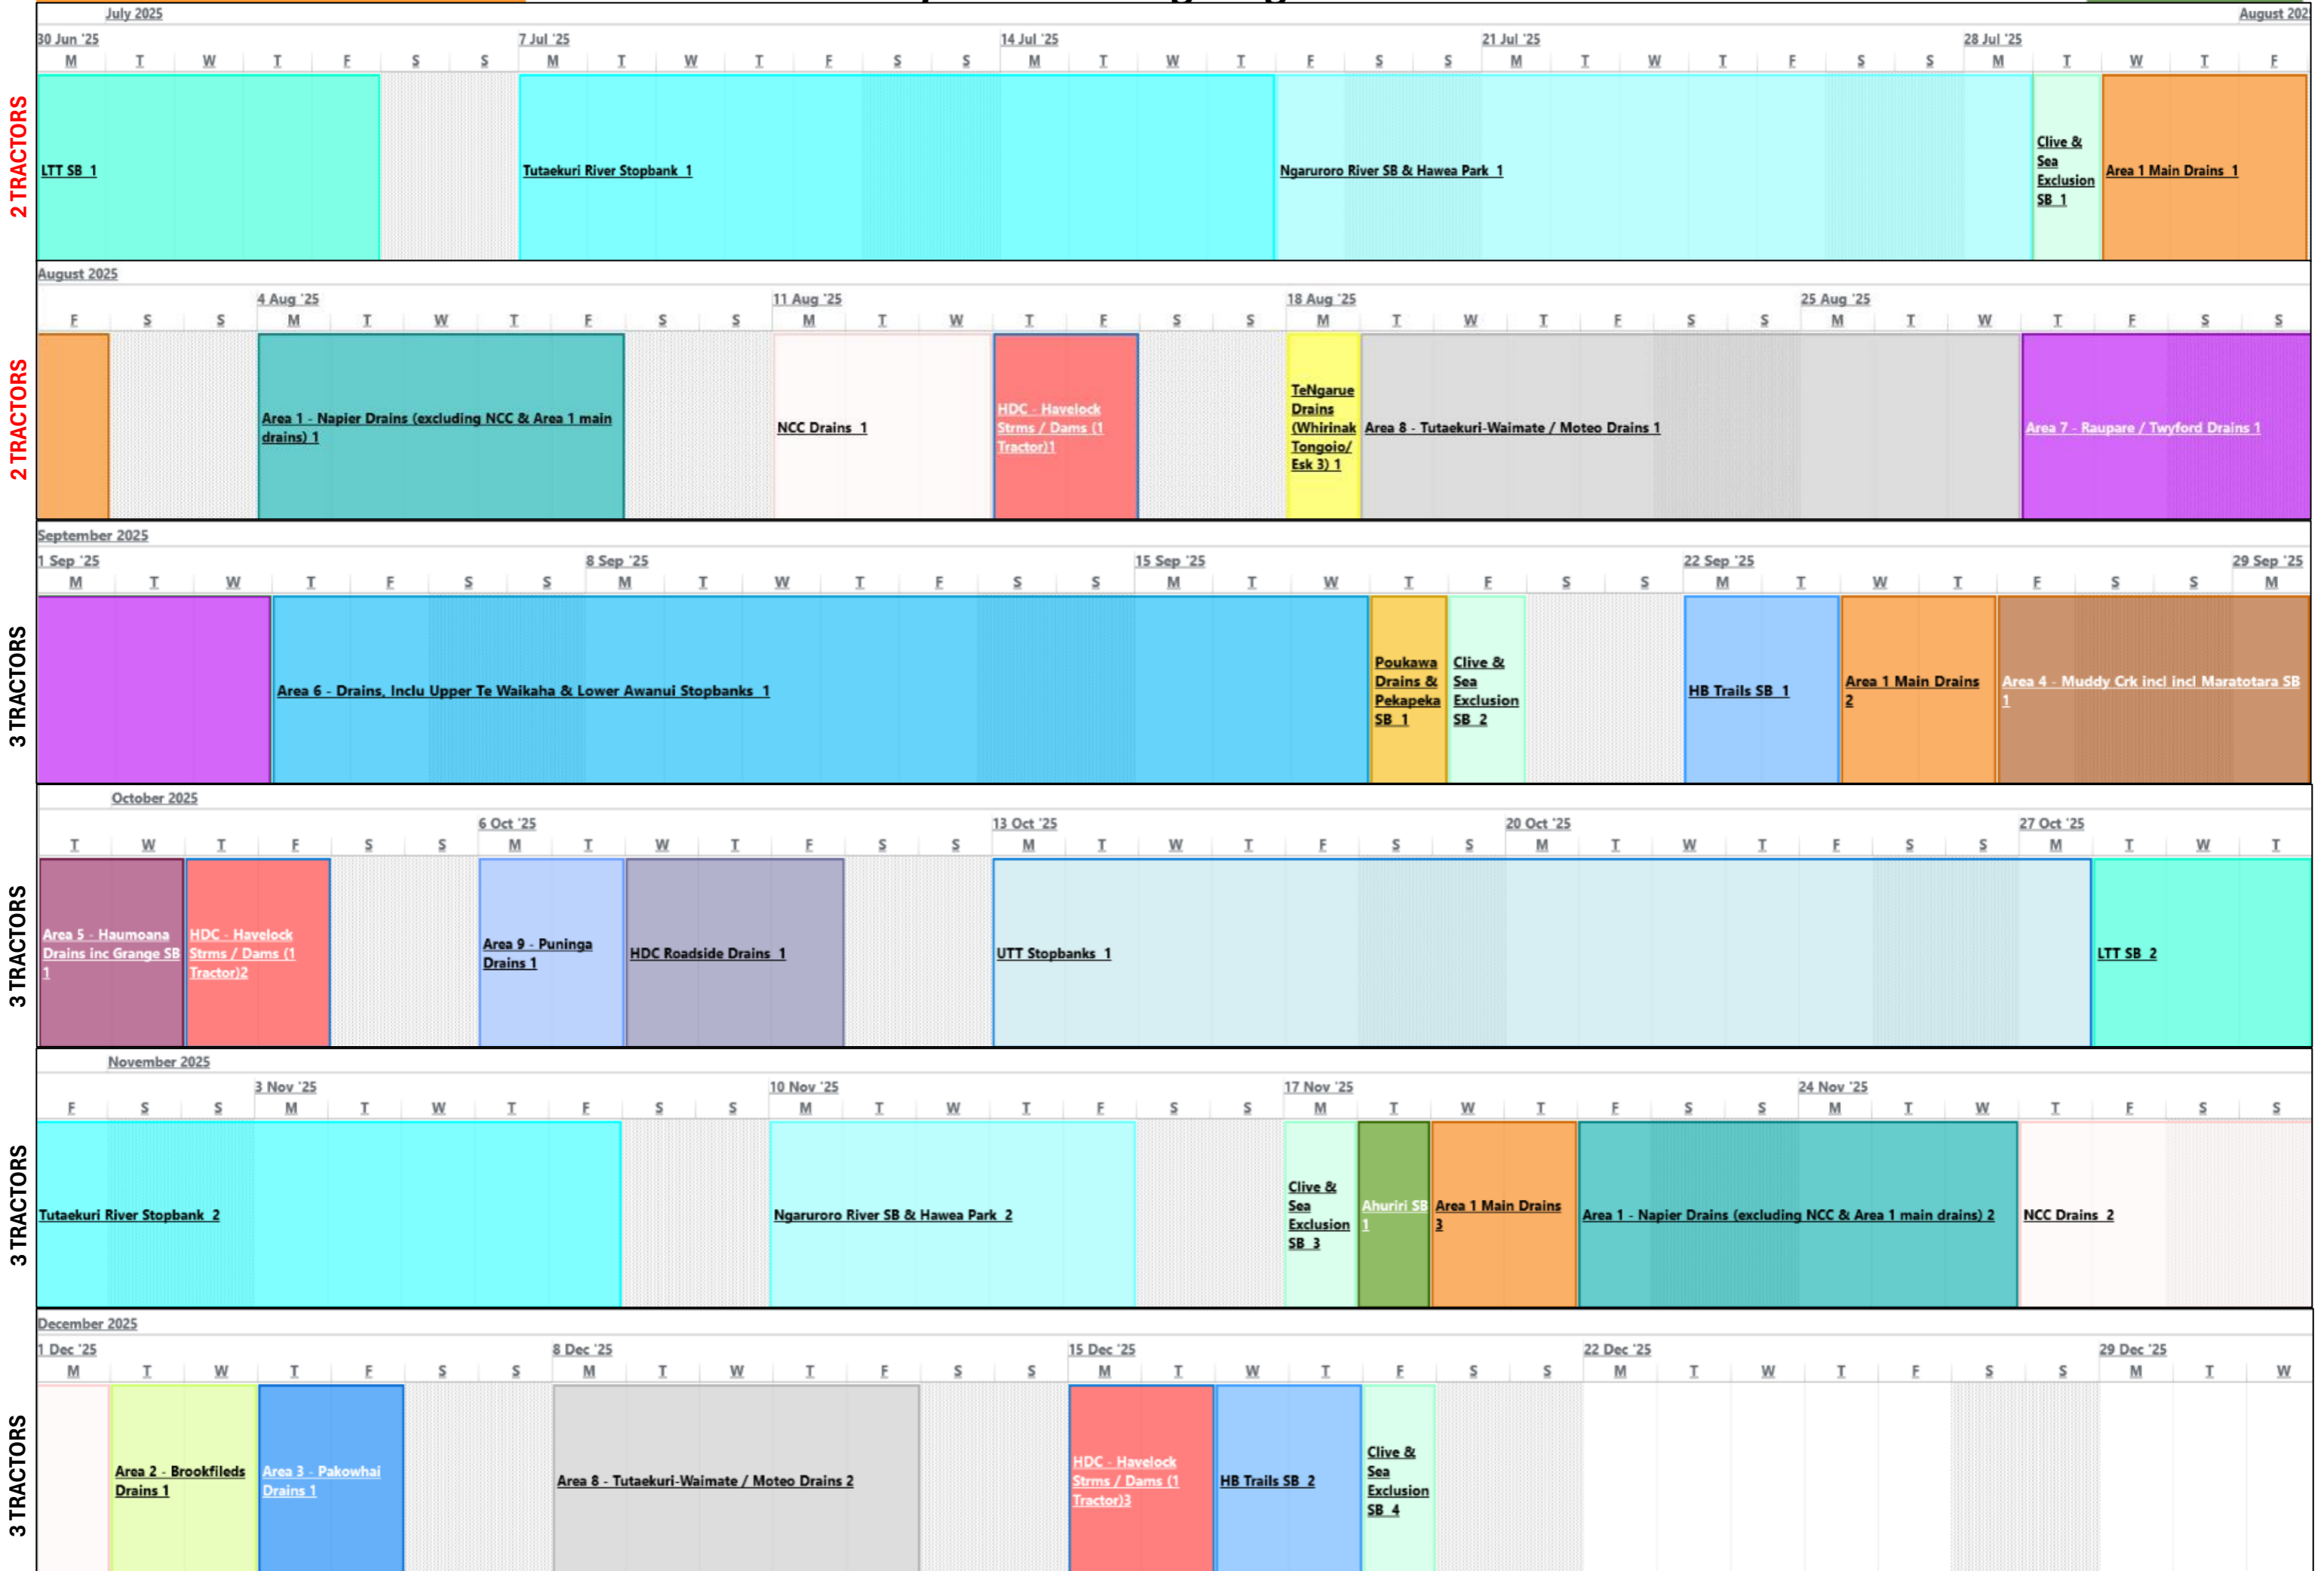 July 2025 August 202
30 Jun '25 7 Jul '25 14 Jul '25 21 Jul '25 28 Jul '25
M T W T F S S M T W T F S S M T W T F S S M T W T F S S M T W T F
2 TRACTORS
LTT SB 1
Tutaekuri River Stopbank 1
Ngaruroro River SB & Hawea Park 1
Clive &
Sea
Exclusion
SB 1
Area 1 Main Drains 1
August 2025
4 Aug '25 11 Aug '25 18 Aug '25 25 Aug '25
F S S M T W T F S S M T W T F S S M T W T F S S M T W T F S S
2 TRACTORS
Area 1 - Napier Drains (excluding NCC & Area 1 main
drains) 1
NCC Drains 1
HDC - Havelock
Strms / Dams (1
Tractor)1
TeNgarue
Drains
(Whirinak
Tongoio/
Esk 3) 1
Area 8 - Tutaekuri-Waimate / Moteo Drains 1
Area 7 - Raupare / Twyford Drains 1
September 2025
1 Sep '25 8 Sep '25 15 Sep '25 22 Sep '25 29 Sep '25
M T W T F S S M T W T F S S M T W T F S S M T W T F S S M
3 TRACTORS
Area 6 - Drains, Inclu Upper Te Waikaha & Lower Awanui Stopbanks 1
Poukawa
Drains &
Pekapeka
SB 1
Clive &
Sea
Exclusion
SB 2
HB Trails SB 1
Area 1 Main Drains
2
Area 4 - Muddy Crk incl incl Maratotara SB
1
October 2025
6 Oct '25 13 Oct '25 20 Oct '25 27 Oct '25
T W T F S S M T W T F S S M T W T F S S M T W T F S S M T W T
3 TRACTORS
Area 5 - Haumoana
Drains inc Grange SB
1
HDC - Havelock
Strms / Dams (1
Tractor)2
Area 9 - Puninga
Drains 1
HDC Roadside Drains 1
UTT Stopbanks 1
LTT SB 2
November 2025
3 Nov '25 10 Nov '25 17 Nov '25 24 Nov '25
F S S M T W T F S S M T W T F S S M T W T F S S M T W T F S S
3 TRACTORS
Tutaekuri River Stopbank 2
Ngaruroro River SB & Hawea Park 2
Clive &
Sea
Exclusion
SB 3
Ahuriri SB
1
Area 1 Main Drains
3
Area 1 - Napier Drains (excluding NCC & Area 1 main drains) 2
NCC Drains 2
December 2025
1 Dec '25 8 Dec '25 15 Dec '25 22 Dec '25 29 Dec '25
M T W T F S S M T W T F S S M T W T F S S M T W T F S S M T W
3 TRACTORS
Area 2 - Brookfileds
Drains 1
Area 3 - Pakowhai
Drains 1
Area 8 - Tutaekuri-Waimate / Moteo Drains 2
HDC - Havelock
Strms / Dams (1
Tractor)3
HB Trails SB 2
Clive &
Sea
Exclusion
SB 4